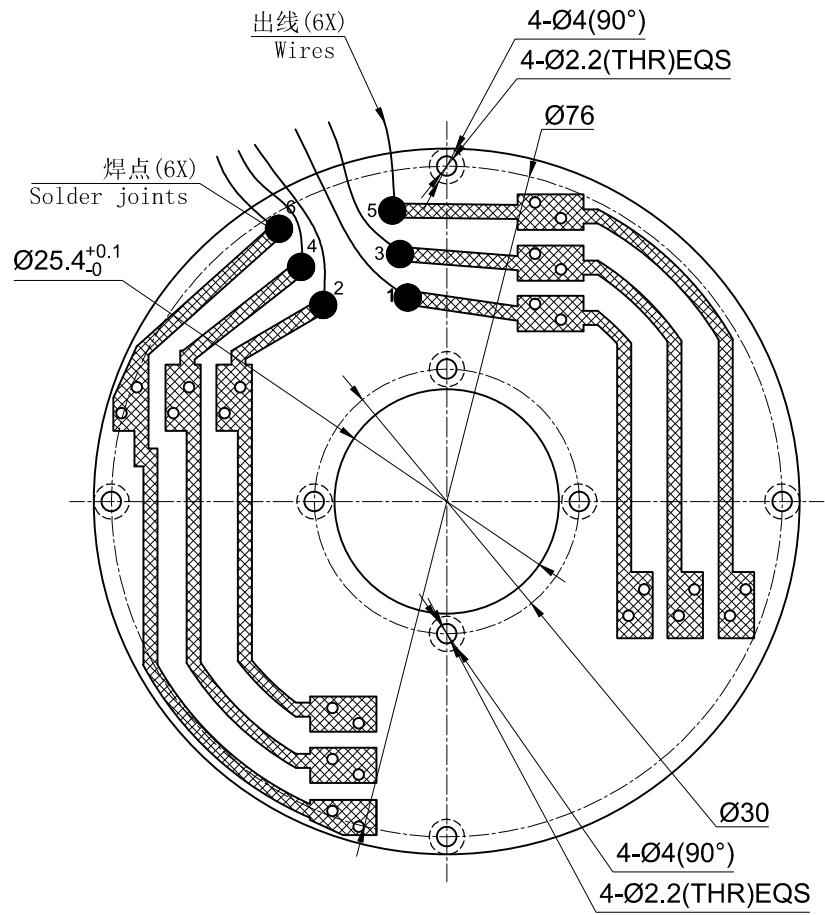 出线(6X)
Wires
4-Ø4(90°)
4-Ø2.2(THR)EQS
Ø76
焊点(6X)
Solder joints
6
5
4
3
Ø25.4+0.1 -0
2
1
Ø30
4-Ø4(90°)
4-Ø2.2(THR)EQS